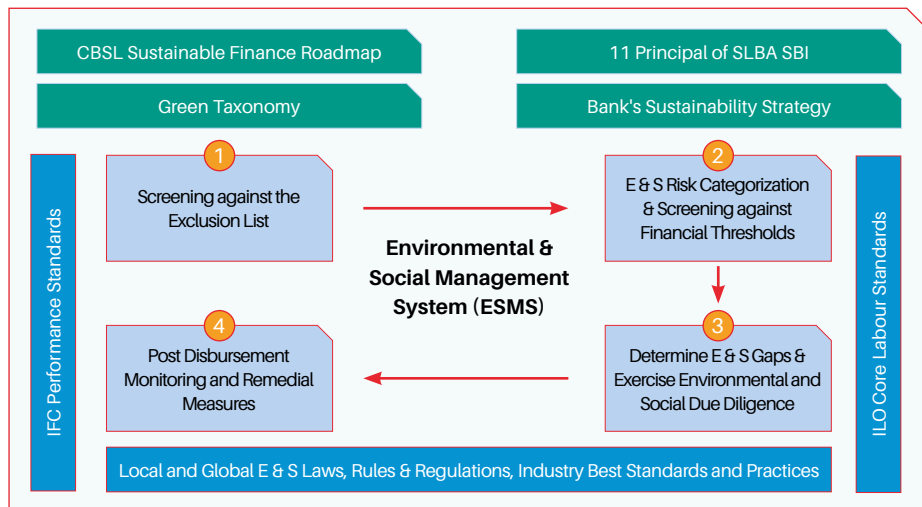 CBSL Sustainable Finance Roadmap
11 Principal of SLBA SBI
Green Taxonomy
Bank's Sustainability Strategy
IFC Performance Standards
1
Screening against the
Exclusion List
2
E & S Risk Categorization
& Screening against
Financial Thresholds
Environmental &
Social Management
System (ESMS)
4
Post Disbursement
Monitoring and Remedial
Measures
3
Determine E & S Gaps &
Exercise Environmental and
Social Due Diligence
ILO Core Labour Standards
Local and Global E & S Laws, Rules & Regulations, Industry Best Standards and Practices